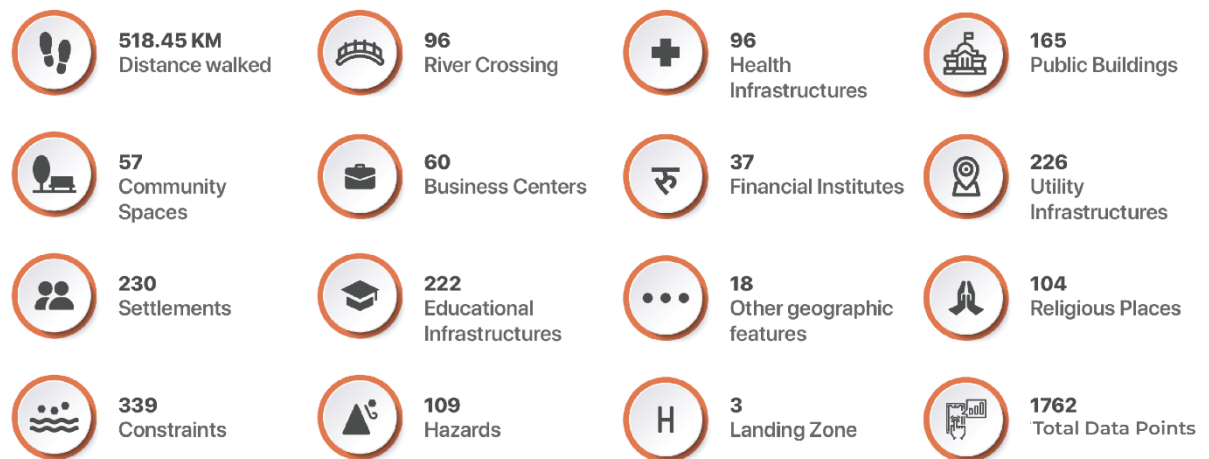 518.45 KM
Distance walked
96
River Crossing
96
Health
Infrastructures
165
Public Buildings
57
Community
Spaces
60
Business Centers
रु
37
Financial Institutes
226
Utility
Infrastructures
230
Settlements
222
Educational
Infrastructures
18
Other geographic
features
104
Religious Places
339
Constraints
109
Hazards
H
3
Landing Zone
1762
Total Data Points